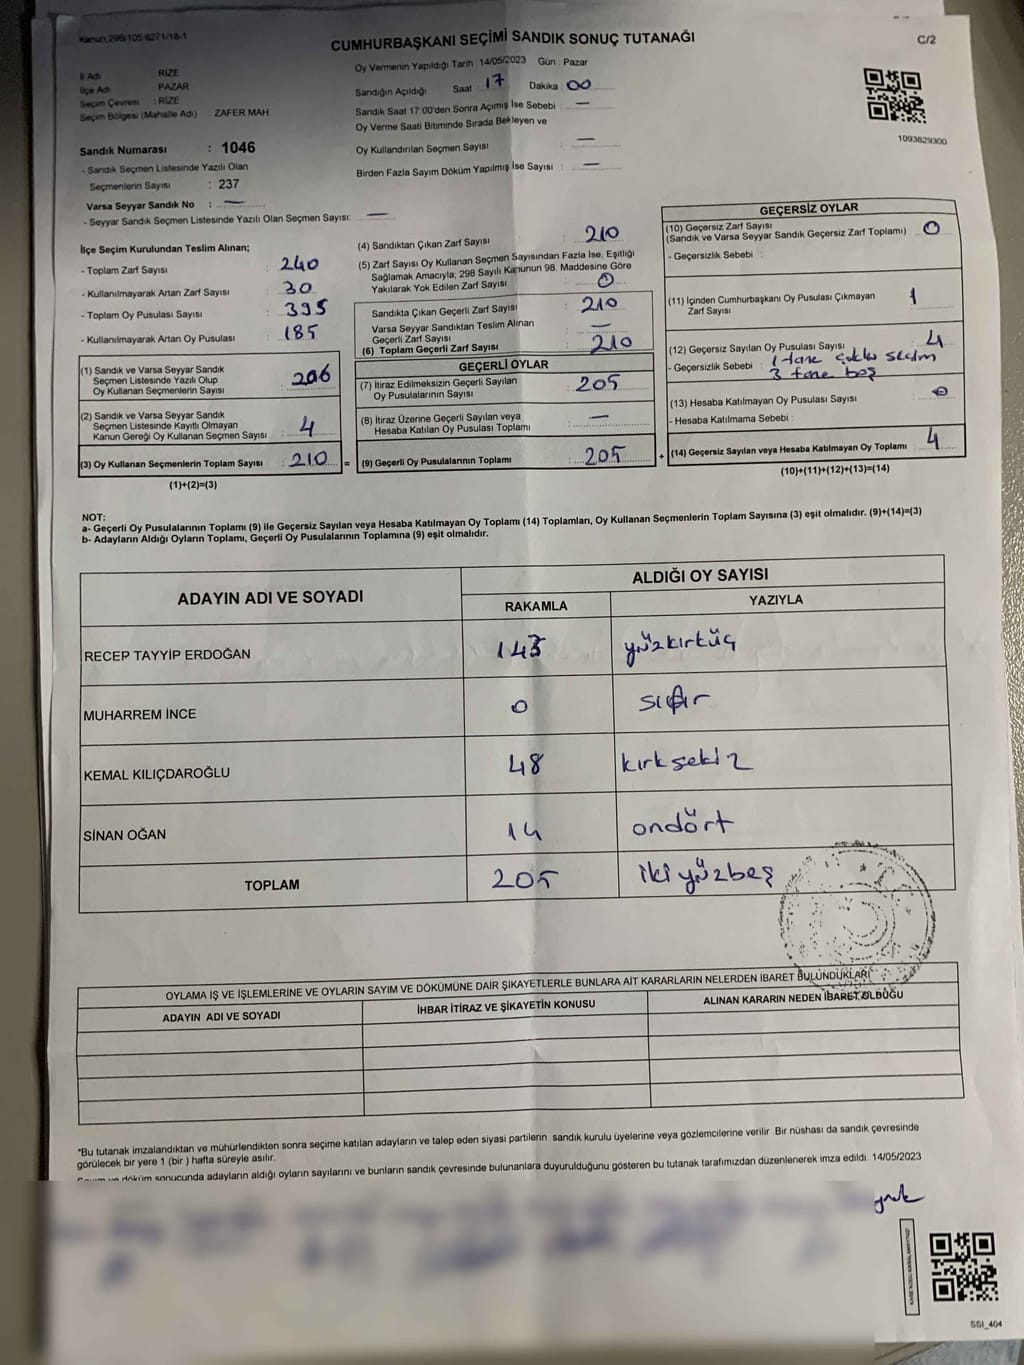 Kanun 298/105.6271/18-1
CUMHURBAŞKANI SEÇİMİ SANDIK SONUÇ TUTANAĞI
C/2
İl Adı RİZE
İlçe Adı PAZAR
Seçim Çevresi : RİZE
Seçim Bölgesi (Mahalle Adı) ZAFER MAH
Sandık Numarası : 1046
- Sandık Seçmen Listesinde Yazılı Olan
Seçmenlerin Sayısı : 237
Varsa Seyyar Sandık No : —
- Seyyar Sandık Seçmen Listesinde Yazılı Olan Seçmen Sayısı: —
Oy Vermenin Yapıldığı Tarih : 14/05/2023 Gün : Pazar
Sandığın Açıldığı Saat : 17 Dakika : 00
Sandık Saat 17:00'den Sonra Açımış İse Sebebi : —
Oy Verme Saati Bitiminde Sırada Bekleyen ve
Oy Kullandırılan Seçmen Sayısı : —
Birden Fazla Sayım Döküm Yapılmış İse Sayısı : —
1093829300
İlçe Seçim Kurulundan Teslim Alınan;
- Toplam Zarf Sayısı : 240
- Kullanılmayarak Artan Zarf Sayısı : 30
- Toplam Oy Pusulası Sayısı : 395
- Kullanılmayarak Artan Oy Pusulası : 185
(1) Sandık ve Varsa Seyyar Sandık
Seçmen Listesinde Yazılı Olup
Oy Kullanan Seçmenlerin Sayısı : 206
(2) Sandık ve Varsa Seyyar Sandık
Seçmen Listesinde Kayıtlı Olmayan
Kanun Gereği Oy Kullanan Seçmen Sayısı : 4
(3) Oy Kullanan Seçmenlerin Toplam Sayısı : 210 =
(1)+(2)=(3)
(4) Sandıktan Çıkan Zarf Sayısı : 210
(5) Zarf Sayısı Oy Kullanan Seçmen Sayısından Fazla İse, Eşitliği
Sağlamak Amacıyla, 298 Sayılı Kanunun 98. Maddesine Göre
Yakılarak Yok Edilen Zarf Sayısı : 0
Sandıkta Çıkan Geçerli Zarf Sayısı : 210
Varsa Seyyar Sandıktan Teslim Alınan
Geçerli Zarf Sayısı : —
(6) Toplam Geçerli Zarf Sayısı : 210
GEÇERLİ OYLAR
(7) İtiraz Edilmeksizin Geçerli Sayılan
Oy Pusulalarının Sayısı : 205
(8) İtiraz Üzerine Geçerli Sayılan veya
Hesaba Katılan Oy Pusulası Toplamı : —
(9) Geçerli Oy Pusulalarının Toplamı : 205 +
GEÇERSİZ OYLAR
(10) Geçersiz Zarf Sayısı
(Sandık ve Varsa Seyyar Sandık Geçersiz Zarf Toplamı) : 0
- Geçersizlik Sebebi :
(11) İçinden Cumhurbaşkanı Oy Pusulası Çıkmayan
Zarf Sayısı : 1
(12) Geçersiz Sayılan Oy Pusulası Sayısı : 4
- Geçersizlik Sebebi : 1 tane çoklu seçim
3 tane boş
(13) Hesaba Katılmayan Oy Pusulası Sayısı : 0
- Hesaba Katılmama Sebebi :
(14) Geçersiz Sayılan veya Hesaba Katılmayan Oy Toplamı : 4
(10)+(11)+(12)+(13)=(14)
NOT:
a- Geçerli Oy Pusulalarının Toplamı (9) ile Geçersiz Sayılan veya Hesaba Katılmayan Oy Toplamı (14) Toplamları, Oy Kullanan Seçmenlerin Toplam Sayısına (3) eşit olmalıdır. (9)+(14)=(3)
b- Adayların Aldığı Oyların Toplamı, Geçerli Oy Pusulalarının Toplamına (9) eşit olmalıdır.
ADAYIN ADI VE SOYADI
ALDIĞI OY SAYISI
RAKAMLA YAZIYLA
RECEP TAYYİP ERDOĞAN 143 yüzkırküç
MUHARREM İNCE 0 sıfır
KEMAL KILIÇDAROĞLU 48 kırksekiz
SİNAN OĞAN 14 ondört
TOPLAM 205 ikiyüzbeş
OYLAMA İŞ VE İŞLEMLERİNE VE OYLARIN SAYIM VE DÖKÜMÜNE DAİR ŞİKAYETLERLE BUNLARA AİT KARARLARIN NELERDEN İBARET BULUNDUKLARI
ADAYIN ADI VE SOYADI İHBAR İTİRAZ VE ŞİKAYETİN KONUSU ALINAN KARARIN NEDEN İBARET OLDUĞU
*Bu tutanak imzalandıktan ve mühürlendikten sonra seçime katılan adayların ve talep eden siyasi partilerin sandık kurulu üyelerine veya gözlemcilerine verilir .Bir nüshası da sandık çevresinde
görülecek bir yere 1 (bir ) hafta süreyle asılır.
Sayım ve döküm sonucunda adayların aldığı oyların sayılarını ve bunların sandık çevresinde bulunanlara duyurulduğunu gösteren bu tutanak tarafımızdan düzenlenerek imza edildi. 14/05/2023
SSI_404